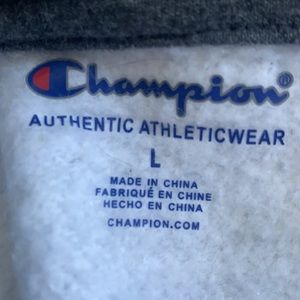 Champion®
AUTHENTIC ATHLETICWEAR
L
MADE IN CHINA
FABRIQUÉ EN CHINE
HECHO EN CHINA
CHAMPION.COM